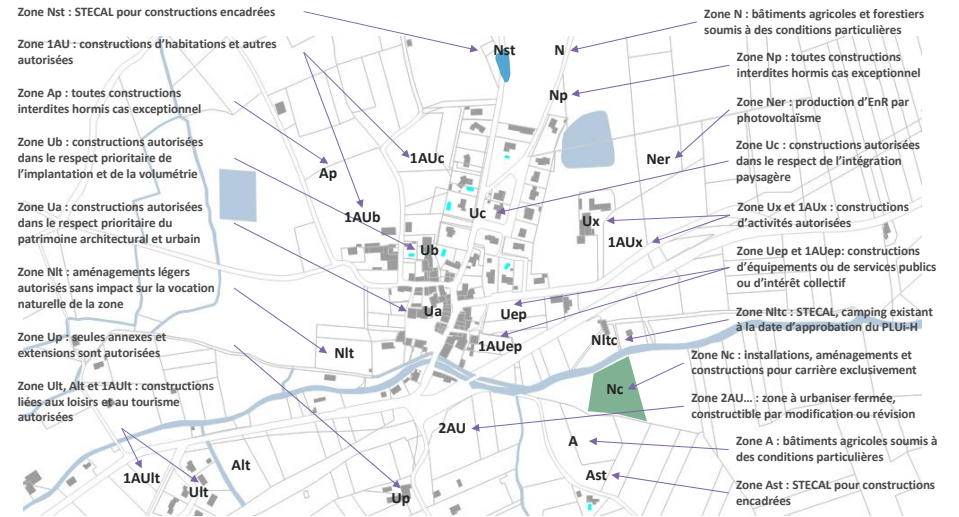 Zone Nst : STECAL pour constructions encadrées
Zone 1AU : constructions d'habitations et autres
autorisées
Zone Ap : toutes constructions
interdites hormis cas exceptionnel
Zone Ub : constructions autorisées
dans le respect prioritaire de
l'implantation et de la volumétrie
Zone Ua : constructions autorisées
dans le respect prioritaire du
patrimoine architectural et urbain
Zone Nlt : aménagements légers
autorisés sans impact sur la vocation
naturelle de la zone
Zone Up : seules annexes et
extensions sont autorisées
Zone Ult, Alt et 1AUlt : constructions
liées aux loisirs et au tourisme
autorisées
Nst
N
Np
1AUc
Ner
Ap
1AUb
Uc
Ux
1AUx
Ub
Ua
Uep
1AUep
Nltc
Nlt
Nc
2AU
A
Alt
1AUlt
Ult
Up
Ast
Zone N : bâtiments agricoles et forestiers
soumis à des conditions particulières
Zone Np : toutes constructions
interdites hormis cas exceptionnel
Zone Ner : production d'EnR par
photovoltaïsme
Zone Uc : constructions autorisées
dans le respect de l'intégration
paysagère
Zone Ux et 1AUx : constructions
d'activités autorisées
Zone Uep et 1AUep: constructions
d'équipements ou de services publics
ou d'intérêt collectif
Zone Nltc : STECAL, camping existant
à la date d'approbation du PLUi-H
Zone Nc : installations, aménagements et
constructions pour carrière exclusivement
Zone 2AU... : zone à urbaniser fermée,
constructible par modification ou révision
Zone A : bâtiments agricoles soumis à
des conditions particulières
Zone Ast : STECAL pour constructions
encadrées